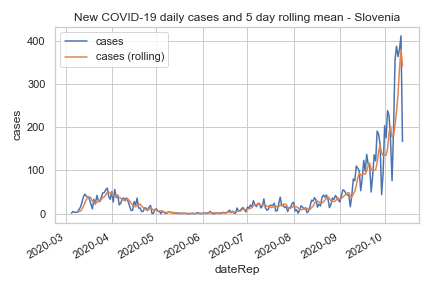 New COVID-19 daily cases and 5 day rolling mean - Slovenia
cases
cases (rolling)
400
300
200
100
0
cases
2020-03
2020-04
2020-05
2020-06
2020-07
2020-08
2020-09
2020-10
dateRep